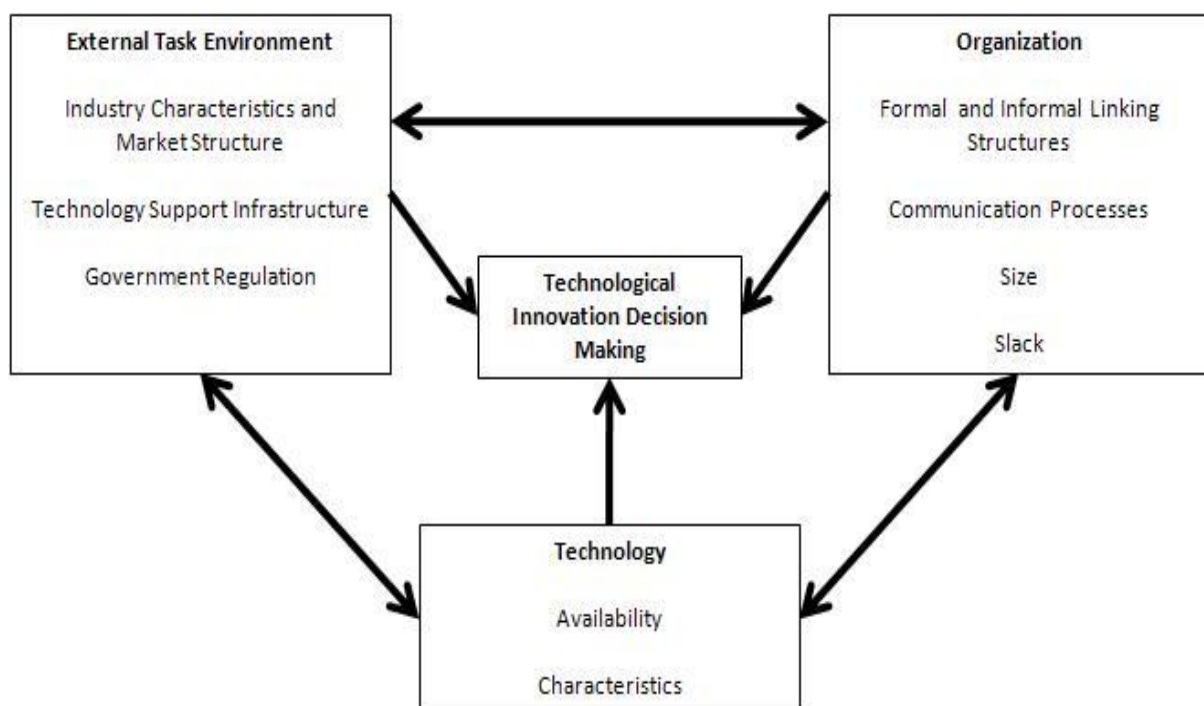 External Task Environment
Industry Characteristics and
Market Structure
Technology Support Infrastructure
Government Regulation
Organization
Formal and Informal Linking
Structures
Communication Processes
Size
Slack
Technological
Innovation Decision
Making
Technology
Availability
Characteristics